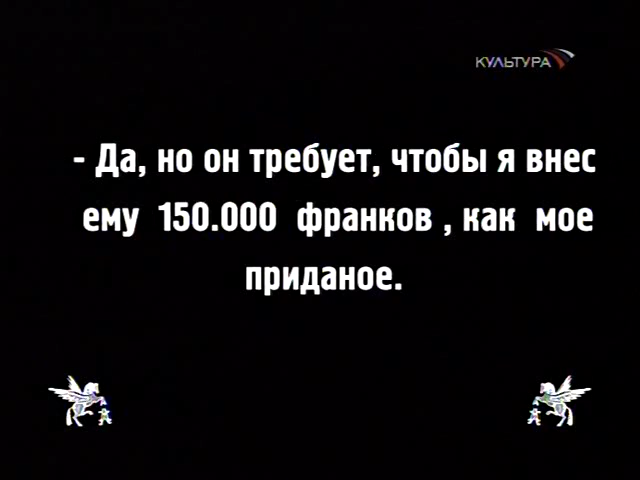 КУЛЬТУРА
- Да, но он требует, чтобы я внес
ему 150.000 франков , как мое
приданое.